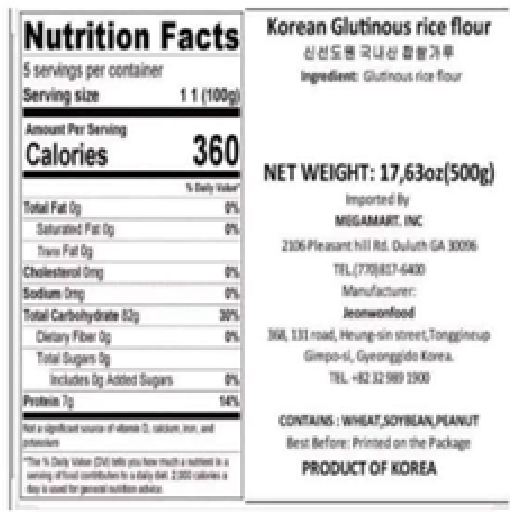 Nutrition Facts
5 servings per container
Serving size 1 1 (100g)
Amount Per Serving
Calories 360
% Daily Value*
Total Fat 0g 0%
Saturated Fat 0g 0%
Trans Fat 0g
Cholesterol 0mg 0%
Sodium 0mg 0%
Total Carbohydrate 82g 30%
Dietary Fiber 0g 0%
Total Sugars 0g
Includes 0g Added Sugars 0%
Protein 7g 14%
Not a significant source of vitamin D, calcium, iron, and
potassium
*The % Daily Value (DV) tells you how much a nutrient in a
serving of food contributes to a daily diet. 2,000 calories a
day is used for general nutrition advice.
Korean Glutinous rice flour
신선도원 국내산 찹쌀가루
Ingredient: Glutinous rice flour
NET WEIGHT: 17,63oz(500g)
Imported By
MEGAMART. INC
2106 Pleasant hill Rd. Duluth GA 30096
TEL.(770)817-6400
Manufacturer:
Jeonwonfood
368, 131 road, Heung-sin street,Tonggineup
Gimpo-si, Gyeonggido Korea.
TEL +82 32 989 1900
CONTAINS : WHEAT,SOYBEAN,PEANUT
Best Before: Printed on the Package
PRODUCT OF KOREA